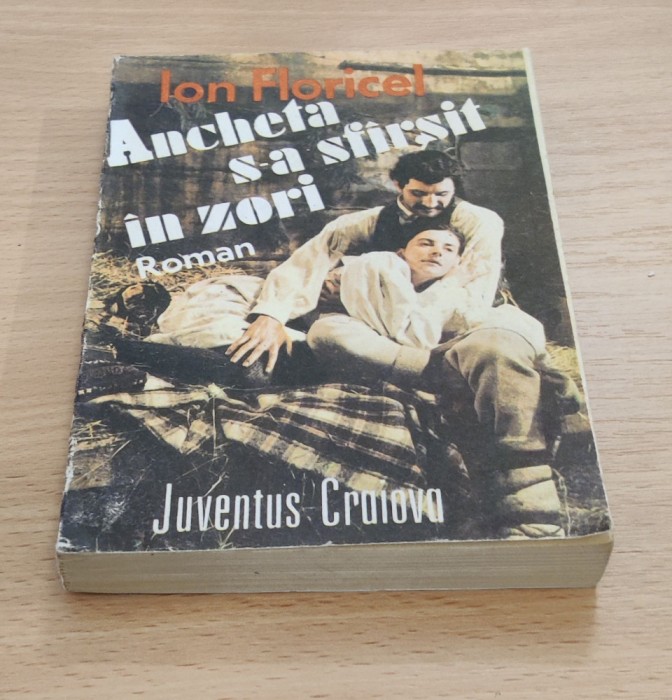 Ion Floricel
Ancheta
s-a sfîrşit
în zori
Roman
Juventus Craiova